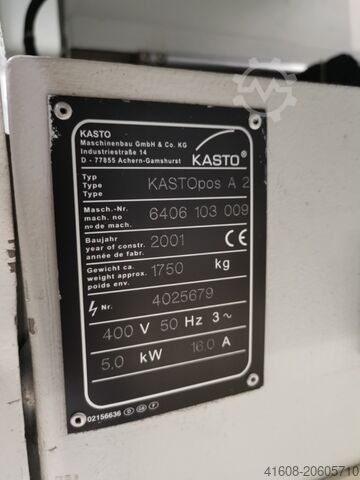 KASTO
Maschinenbau GmbH & Co. KG
Industriestraße 14
D - 77855 Achern-Gamshurst
KASTO®
Typ
Type
Type
KASTOpos A 2
Masch.-Nr.
mach. no
no de mach.
6406 103 009
Baujahr
year of constr.
année de fabr.
2001
CE
Gewicht ca.
weight approx.
poids env.
1750 kg
Nr. 4025679
400 V 50 Hz 3~
5.0 kW 16.0 A
02156636 D GB F
41608-20605710